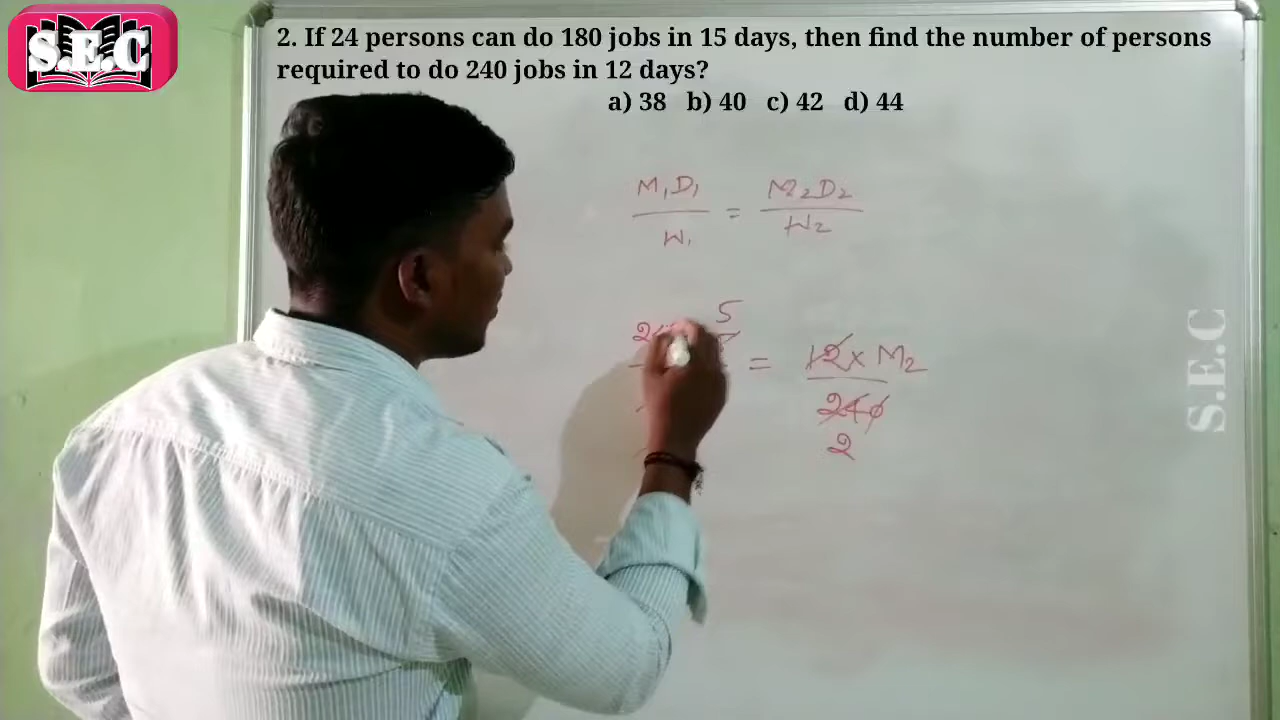 S.E.C
2. If 24 persons can do 180 jobs in 15 days, then find the number of persons
required to do 240 jobs in 12 days?
a) 38 b) 40 c) 42 d) 44
M₁D₁ / W₁ = M₂D₂ / W₂
5
= 12 x M₂
240
2
S.E.C